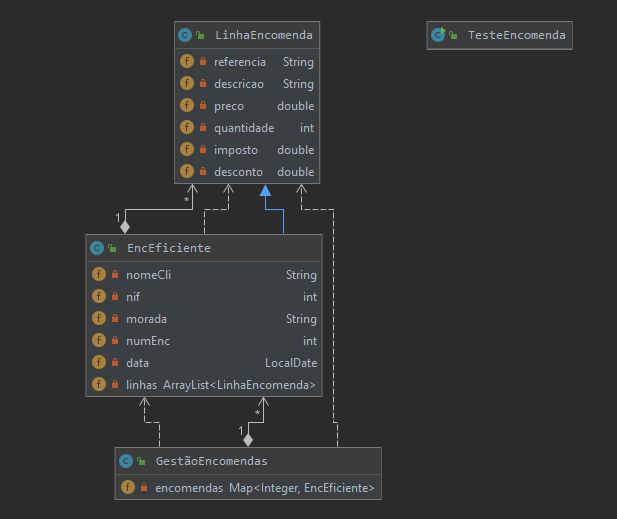 LinhaEncomenda
referencia String
descricao String
preco double
quantidade int
imposto double
desconto double
TesteEncomenda
1
*
EncEficiente
nomeCli String
nif int
morada String
numEnc int
data LocalDate
linhas ArrayList<LinhaEncomenda>
*
1
GestãoEncomendas
encomendas Map<Integer, EncEficiente>